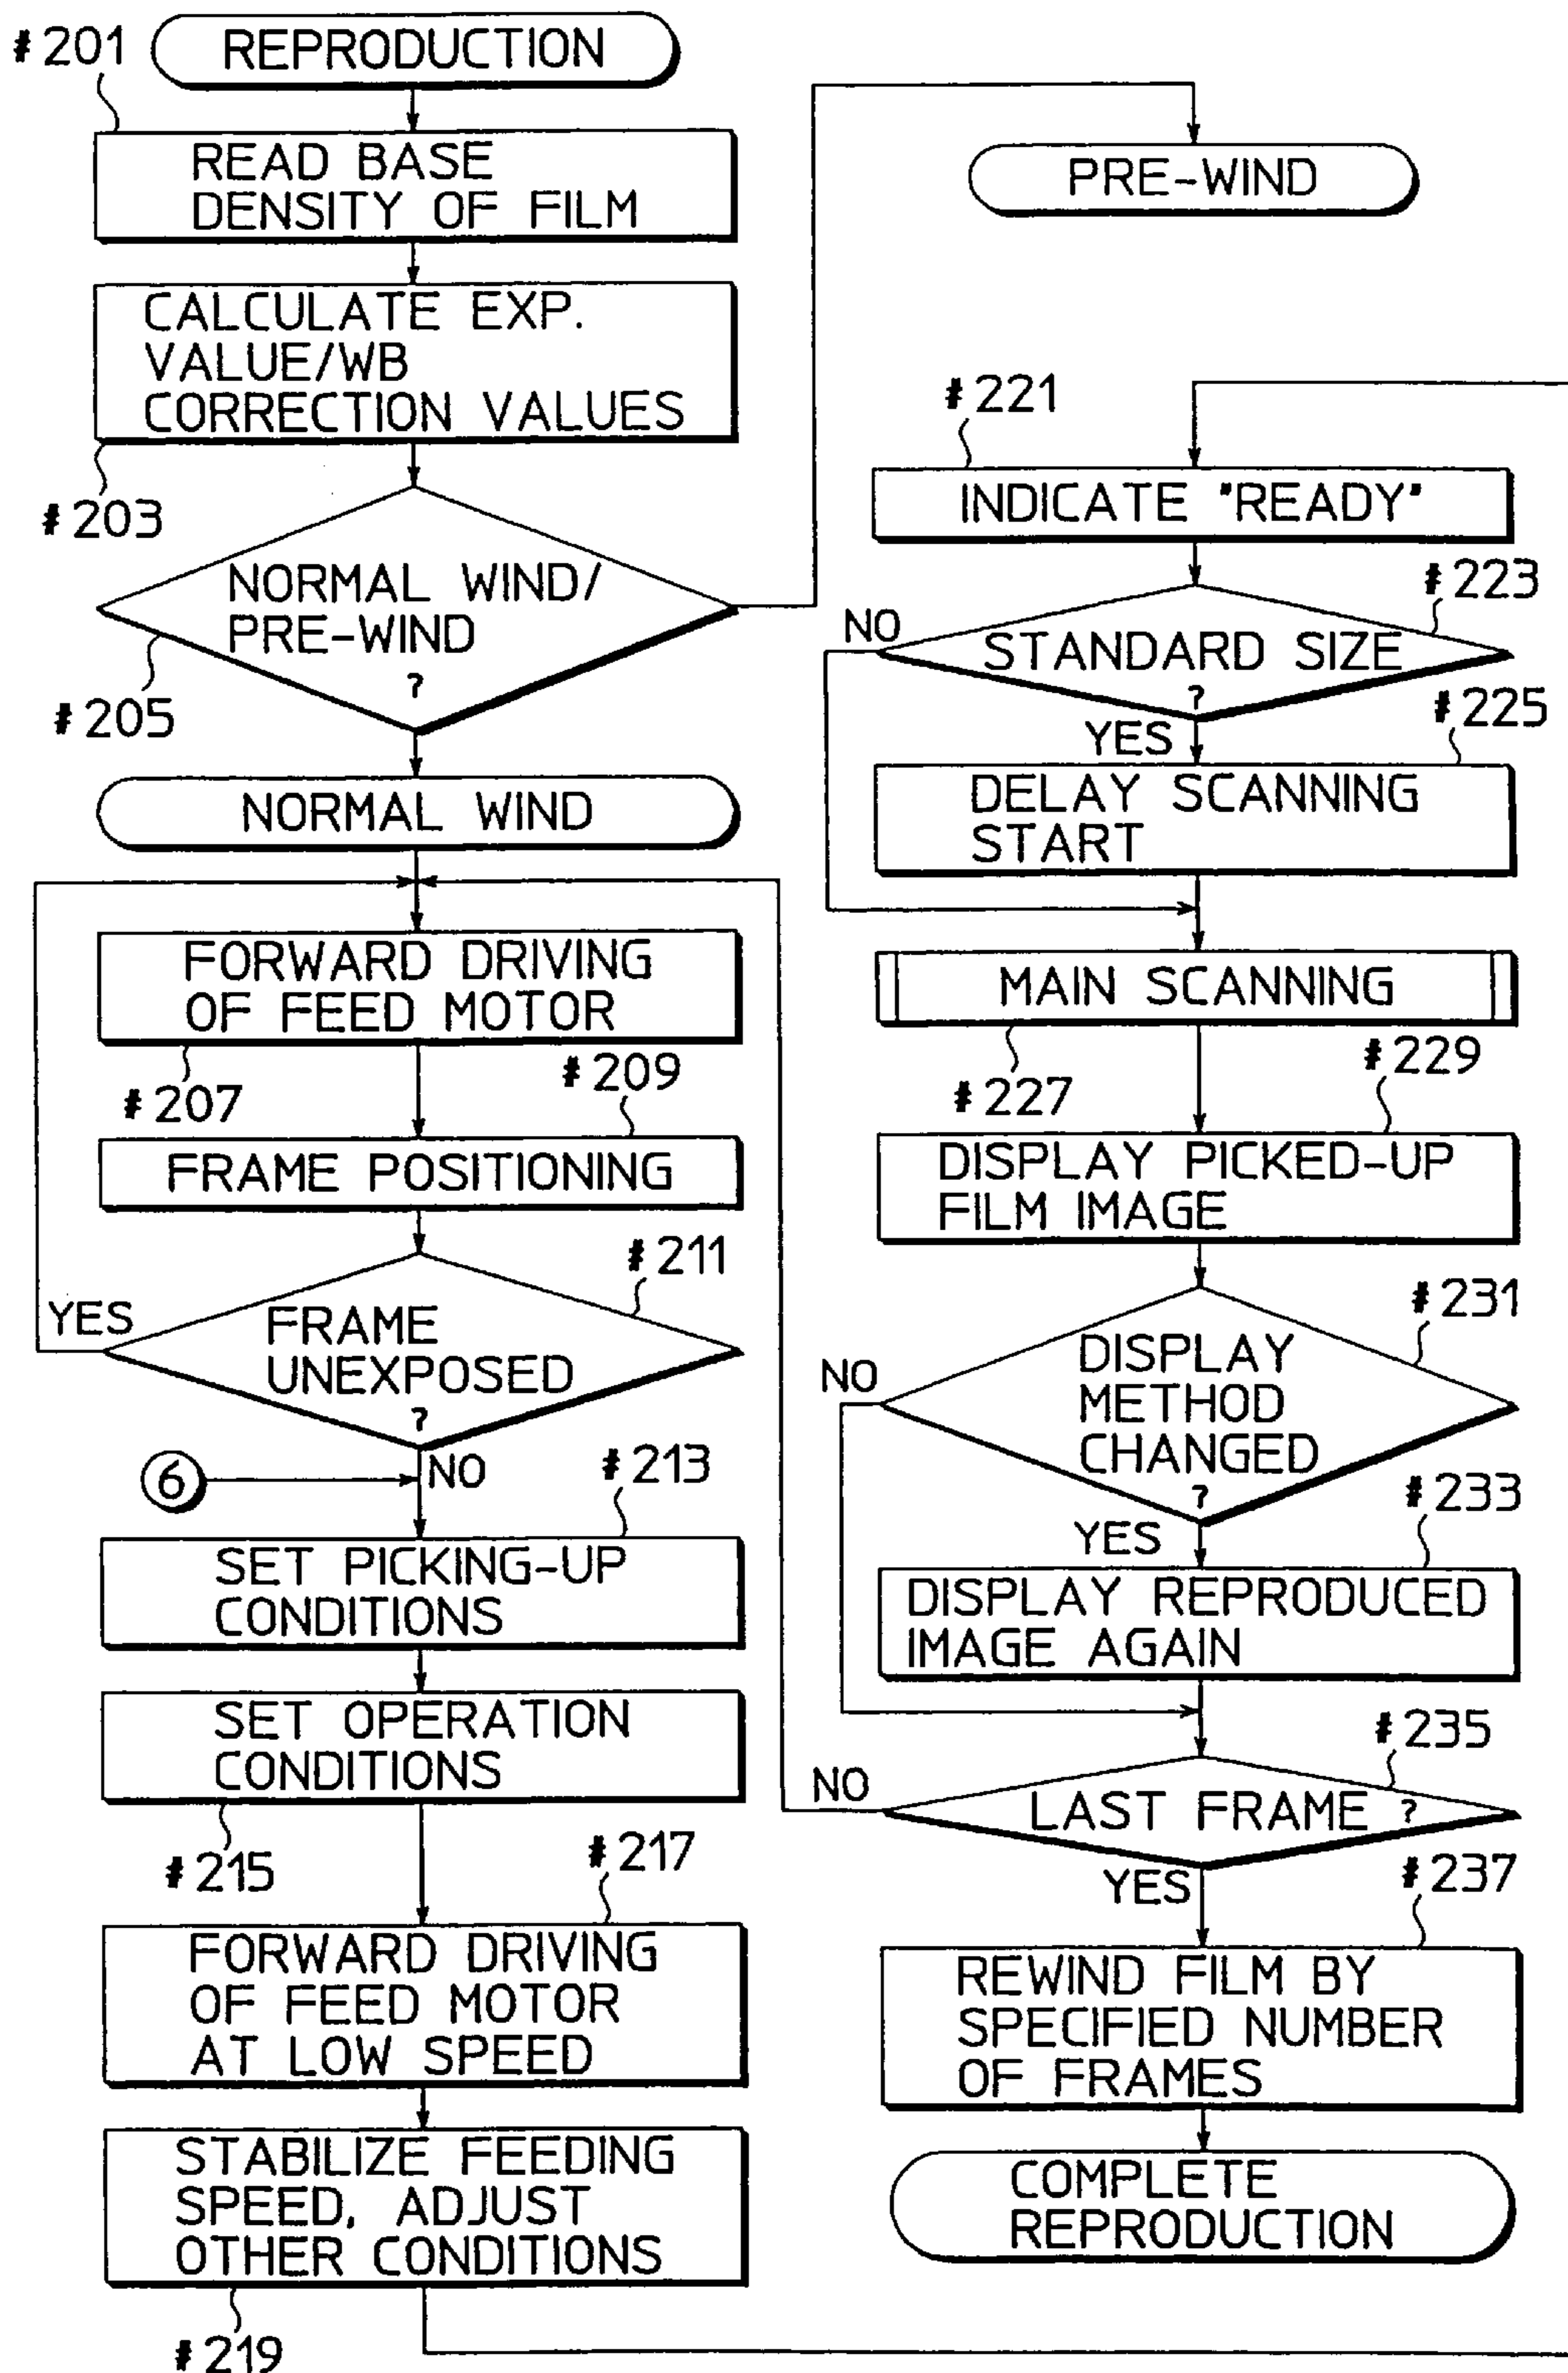 #201
REPRODUCTION
READ BASE
DENSITY OF FILM
CALCULATE EXP.
VALUE/WB
CORRECTION VALUES
#203
NORMAL WIND/
PRE-WIND
?
#205
NORMAL WIND
FORWARD DRIVING
OF FEED MOTOR
#207
#209
FRAME POSITIONING
#211
YES
FRAME
UNEXPOSED
?
6
NO
#213
SET PICKING-UP
CONDITIONS
SET OPERATION
CONDITIONS
#215
#217
FORWARD DRIVING
OF FEED MOTOR
AT LOW SPEED
STABILIZE FEEDING
SPEED, ADJUST
OTHER CONDITIONS
#219
PRE-WIND
#221
INDICATE "READY"
#223
NO
STANDARD SIZE
?
#225
YES
DELAY SCANNING
START
MAIN SCANNING
#227
#229
DISPLAY PICKED-UP
FILM IMAGE
#231
NO
DISPLAY
METHOD
CHANGED
?
#233
YES
DISPLAY REPRODUCED
IMAGE AGAIN
#235
NO
LAST FRAME ?
YES
#237
REWIND FILM BY
SPECIFIED NUMBER
OF FRAMES
COMPLETE
REPRODUCTION